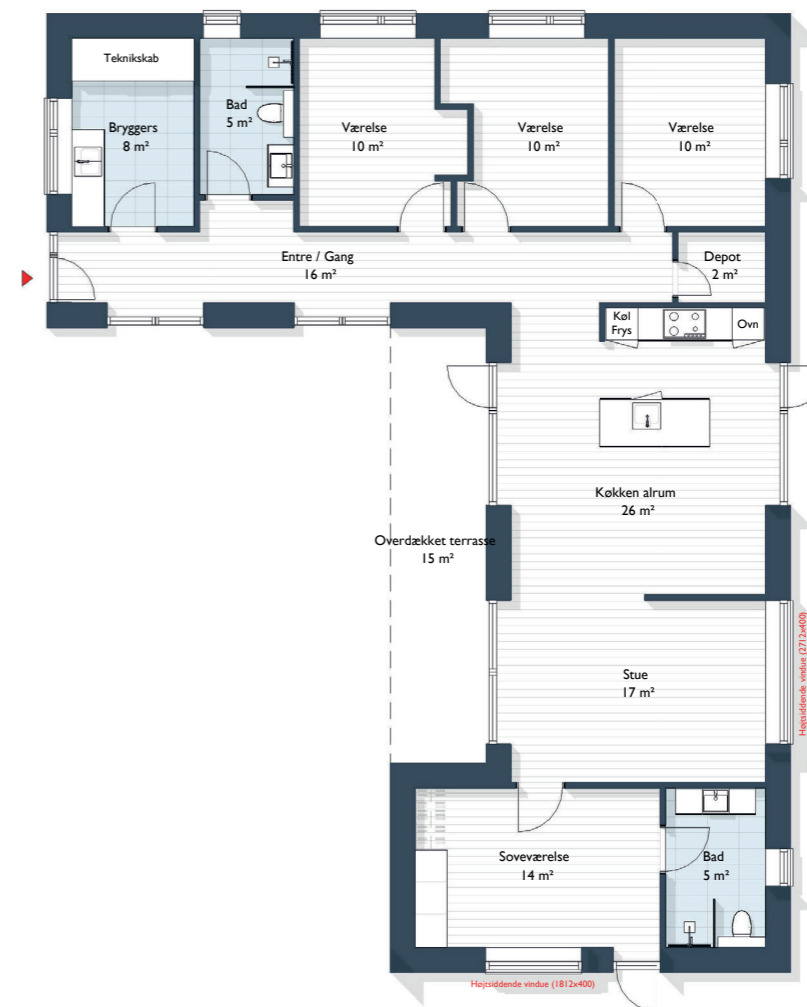 Teknikskab
Bryggers
8 m²
Bad
5 m²
Værelse
10 m²
Værelse
10 m²
Værelse
10 m²
Entre / Gang
16 m²
Depot
2 m²
Køl
Frys
Ovn
Køkken alrum
26 m²
Overdækket terrasse
15 m²
Højtsiddende vindue (2712x400)
Stue
17 m²
Soveværelse
14 m²
Bad
5 m²
Højtsiddende vindue (1812x400)